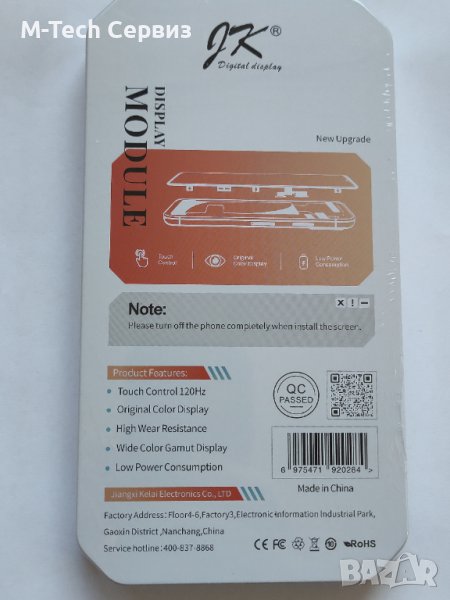 M-Tech Сервиз
JK®
Digital display
DISPLAY
MODULE
New Upgrade
Touch Control
Original Color Display
Low Power Consumption
Note:
Please turn off the phone completely when install the screen.
Product Features:
• Touch Control 120Hz
• Original Color Display
• High Wear Resistance
• Wide Color Gamut Display
• Low Power Consumption
QC
PASSED
6 975471 920284 >
Made in China
Jiangxi Kelai Electronics Co., LTD
Factory Address: Floor4-6, Factory3, Electronic Information Industrial Park,
Gaoxin District ,Nanchang,China
Service hotline: 400-837-8868
CE FC RoHS
BAZAR